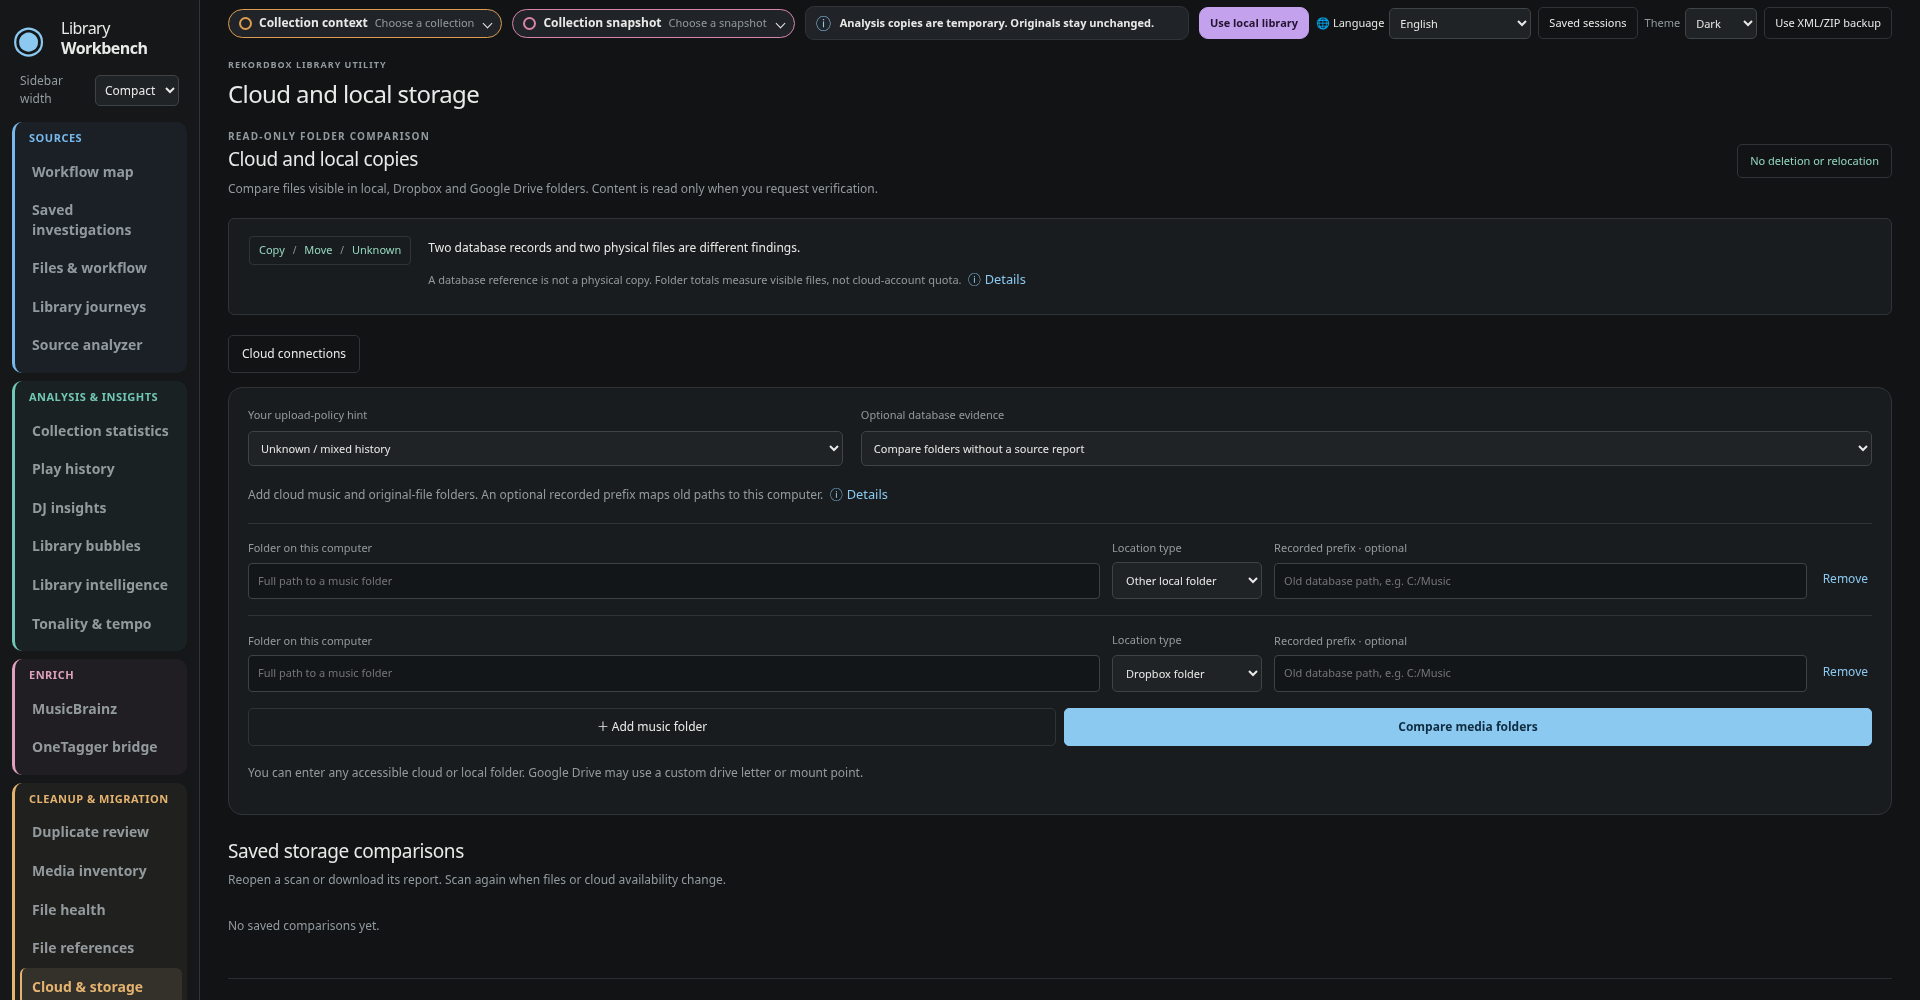 Library
Workbench
Sidebar
width
Compact
SOURCES
Workflow map
Saved
investigations
Files & workflow
Library journeys
Source analyzer
ANALYSIS & INSIGHTS
Collection statistics
Play history
DJ insights
Library bubbles
Library intelligence
Tonality & tempo
ENRICH
MusicBrainz
OneTagger bridge
CLEANUP & MIGRATION
Duplicate review
Media inventory
File health
File references
Cloud & storage
Collection context Choose a collection
Collection snapshot Choose a snapshot
Analysis copies are temporary. Originals stay unchanged.
Use local library
Language English
Saved sessions
Theme Dark
Use XML/ZIP backup
REKORDBOX LIBRARY UTILITY
Cloud and local storage
READ-ONLY FOLDER COMPARISON
Cloud and local copies
No deletion or relocation
Compare files visible in local, Dropbox and Google Drive folders. Content is read only when you request verification.
Copy / Move / Unknown
Two database records and two physical files are different findings.
A database reference is not a physical copy. Folder totals measure visible files, not cloud-account quota. ⓘ Details
Cloud connections
Your upload-policy hint
Optional database evidence
Unknown / mixed history
Compare folders without a source report
Add cloud music and original-file folders. An optional recorded prefix maps old paths to this computer. ⓘ Details
Folder on this computer
Location type
Recorded prefix · optional
Full path to a music folder
Other local folder
Old database path, e.g. C:/Music
Remove
Folder on this computer
Location type
Recorded prefix · optional
Full path to a music folder
Dropbox folder
Old database path, e.g. C:/Music
Remove
+ Add music folder
Compare media folders
You can enter any accessible cloud or local folder. Google Drive may use a custom drive letter or mount point.
Saved storage comparisons
Reopen a scan or download its report. Scan again when files or cloud availability change.
No saved comparisons yet.